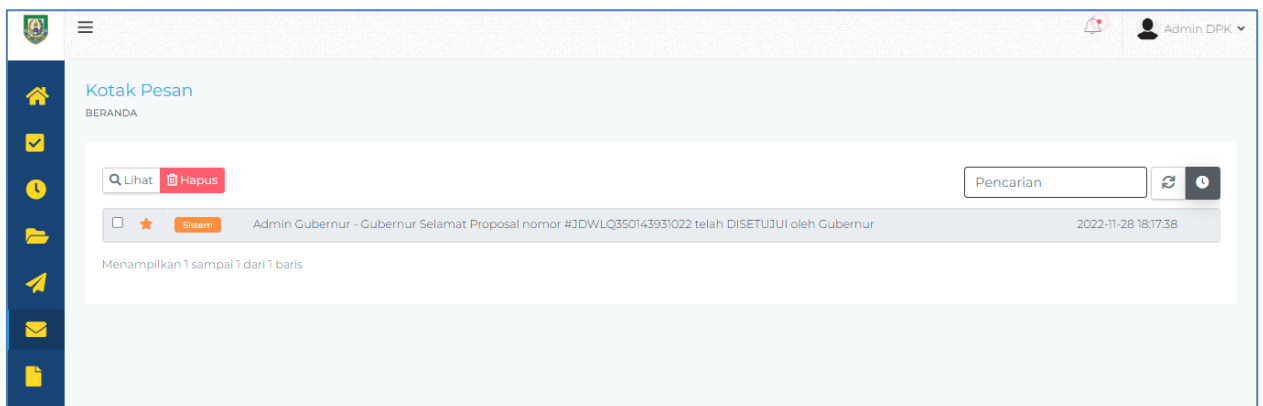 Admin DPK
Kotak Pesan
BERANDA
Lihat Hapus Pencarian
Sistem Admin Gubernur - Gubernur Selamat Proposal nomor #JDWLQ350143931022 telah DISETUJUI oleh Gubernur 2022-11-28 18:17:38
Menampilkan 1 sampai 1 dari 1 baris